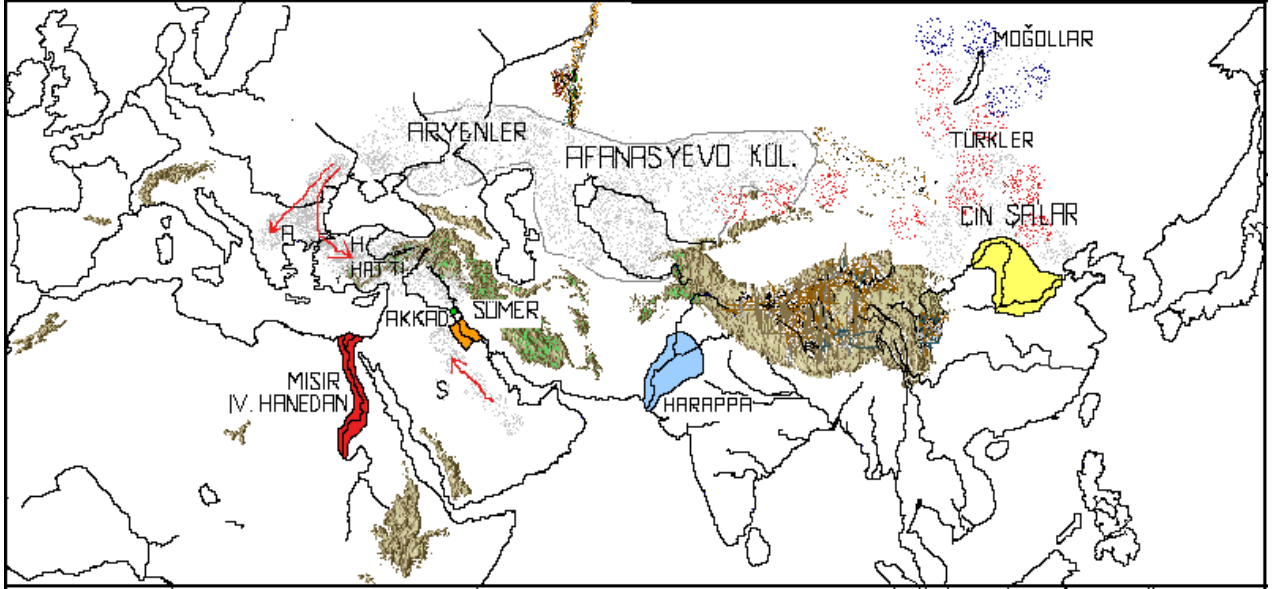 MOĞOLLAR
ARYENLER
AFANASYEVO KÜL.
TÜRKLER
ÇİN ŞALAR
A
H
HATTİ
AKKAD
SÜMER
MISIR
IV. HANEDAN
S
HARAPPA